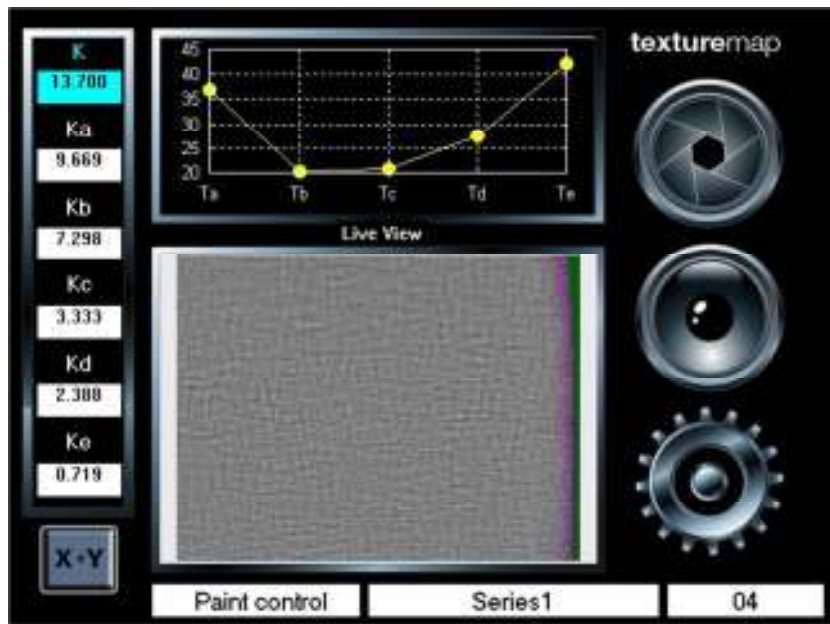 texturemap
K
13.700
Ka
9.669
Kb
7.298
Kc
3.333
Kd
2.388
Ke
0.719
X+Y
45
40
35
30
25
20
Ta Tb Tc Td Te
Live View
Paint control
Series1
04